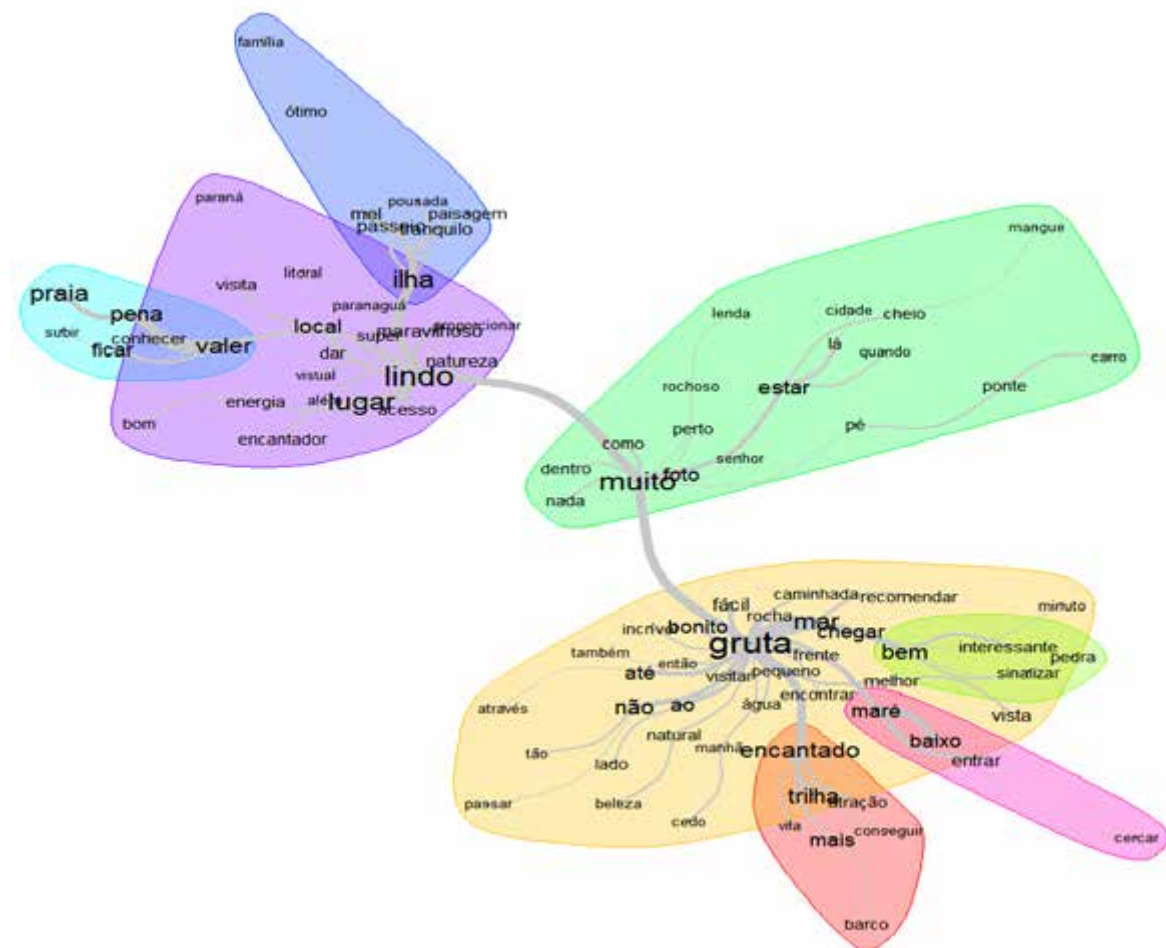 família
ótimo
pousada
mel
paisagem
passeio
tranquilo
ilha
paraná
visita
litoral
paranaguá
proporcionar
local
super
maravilhoso
dar
natureza
visual
lindo
além
lugar
acesso
energia
bom
encantador
praia
pena
subir
conhecer
ficar
valer
mangue
lenda
cidade
cheio
lá
quando
carro
rochoso
estar
ponte
perto
pé
como
senhor
dentro
muito
foto
nada
caminhada
recomendar
fácil
rocha
minuto
mar
incrível
bonito
chegar
gruta
bem
interessante
frente
pedra
também
então
até
visitar
pequeno
melhor
sinalizar
encontrar
através
não
ao
água
maré
vista
natural
manhã
baixo
tão
encantado
entrar
lado
trilha
atração
passar
beleza
cedo
vila
conseguir
mais
cercar
barco